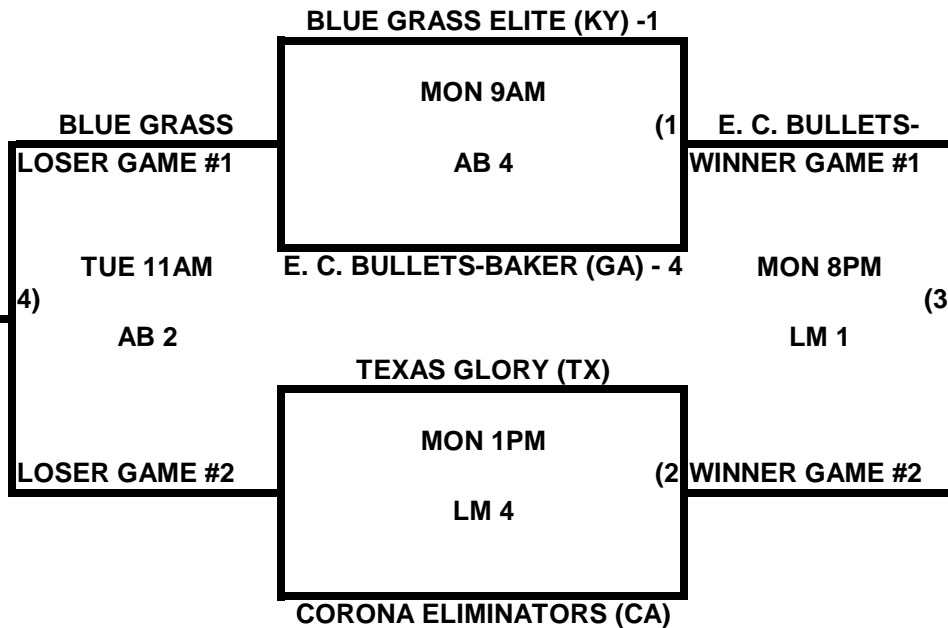 BLUE GRASS ELITE (KY) -1
MON 9AM
BLUE GRASS
(1
E. C. BULLETS-
LOSER GAME #1
AB 4
WINNER GAME #1
TUE 11AM
E. C. BULLETS-BAKER (GA) - 4
MON 8PM
4)
(3
AB 2
LM 1
TEXAS GLORY (TX)
MON 1PM
LOSER GAME #2
(2
WINNER GAME #2
LM 4
CORONA ELIMINATORS (CA)